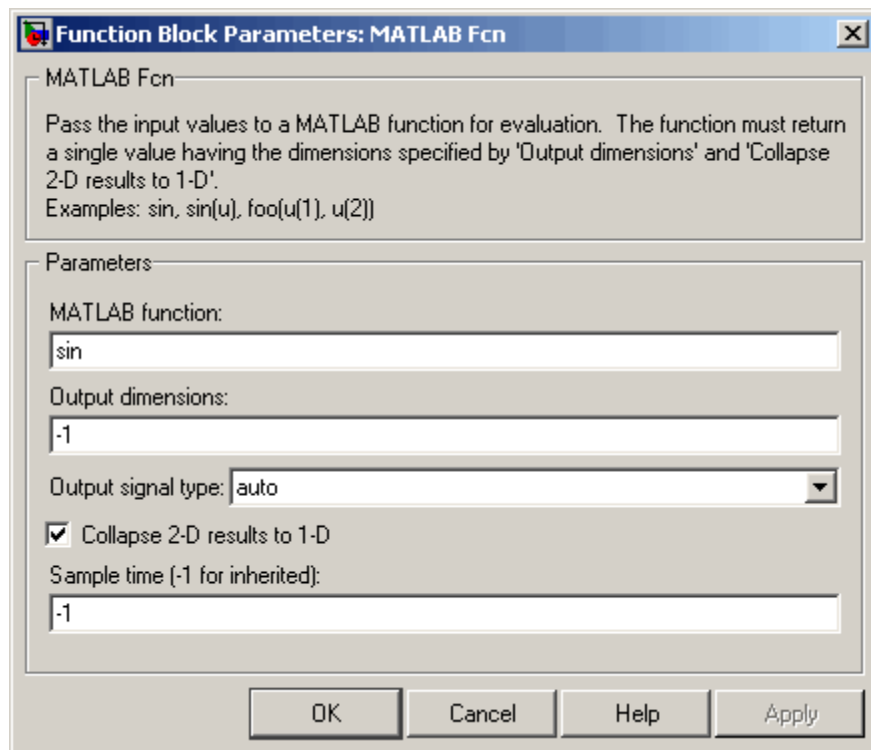 Function Block Parameters: MATLAB Fcn
MATLAB Fcn
Pass the input values to a MATLAB function for evaluation. The function must return
a single value having the dimensions specified by 'Output dimensions' and 'Collapse
2-D results to 1-D'.
Examples: sin, sin(u), foo(u(1), u(2))
Parameters
MATLAB function:
sin
Output dimensions:
-1
Output signal type: auto
Collapse 2-D results to 1-D
Sample time (-1 for inherited):
-1
OK Cancel Help Apply